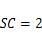 SC = 2